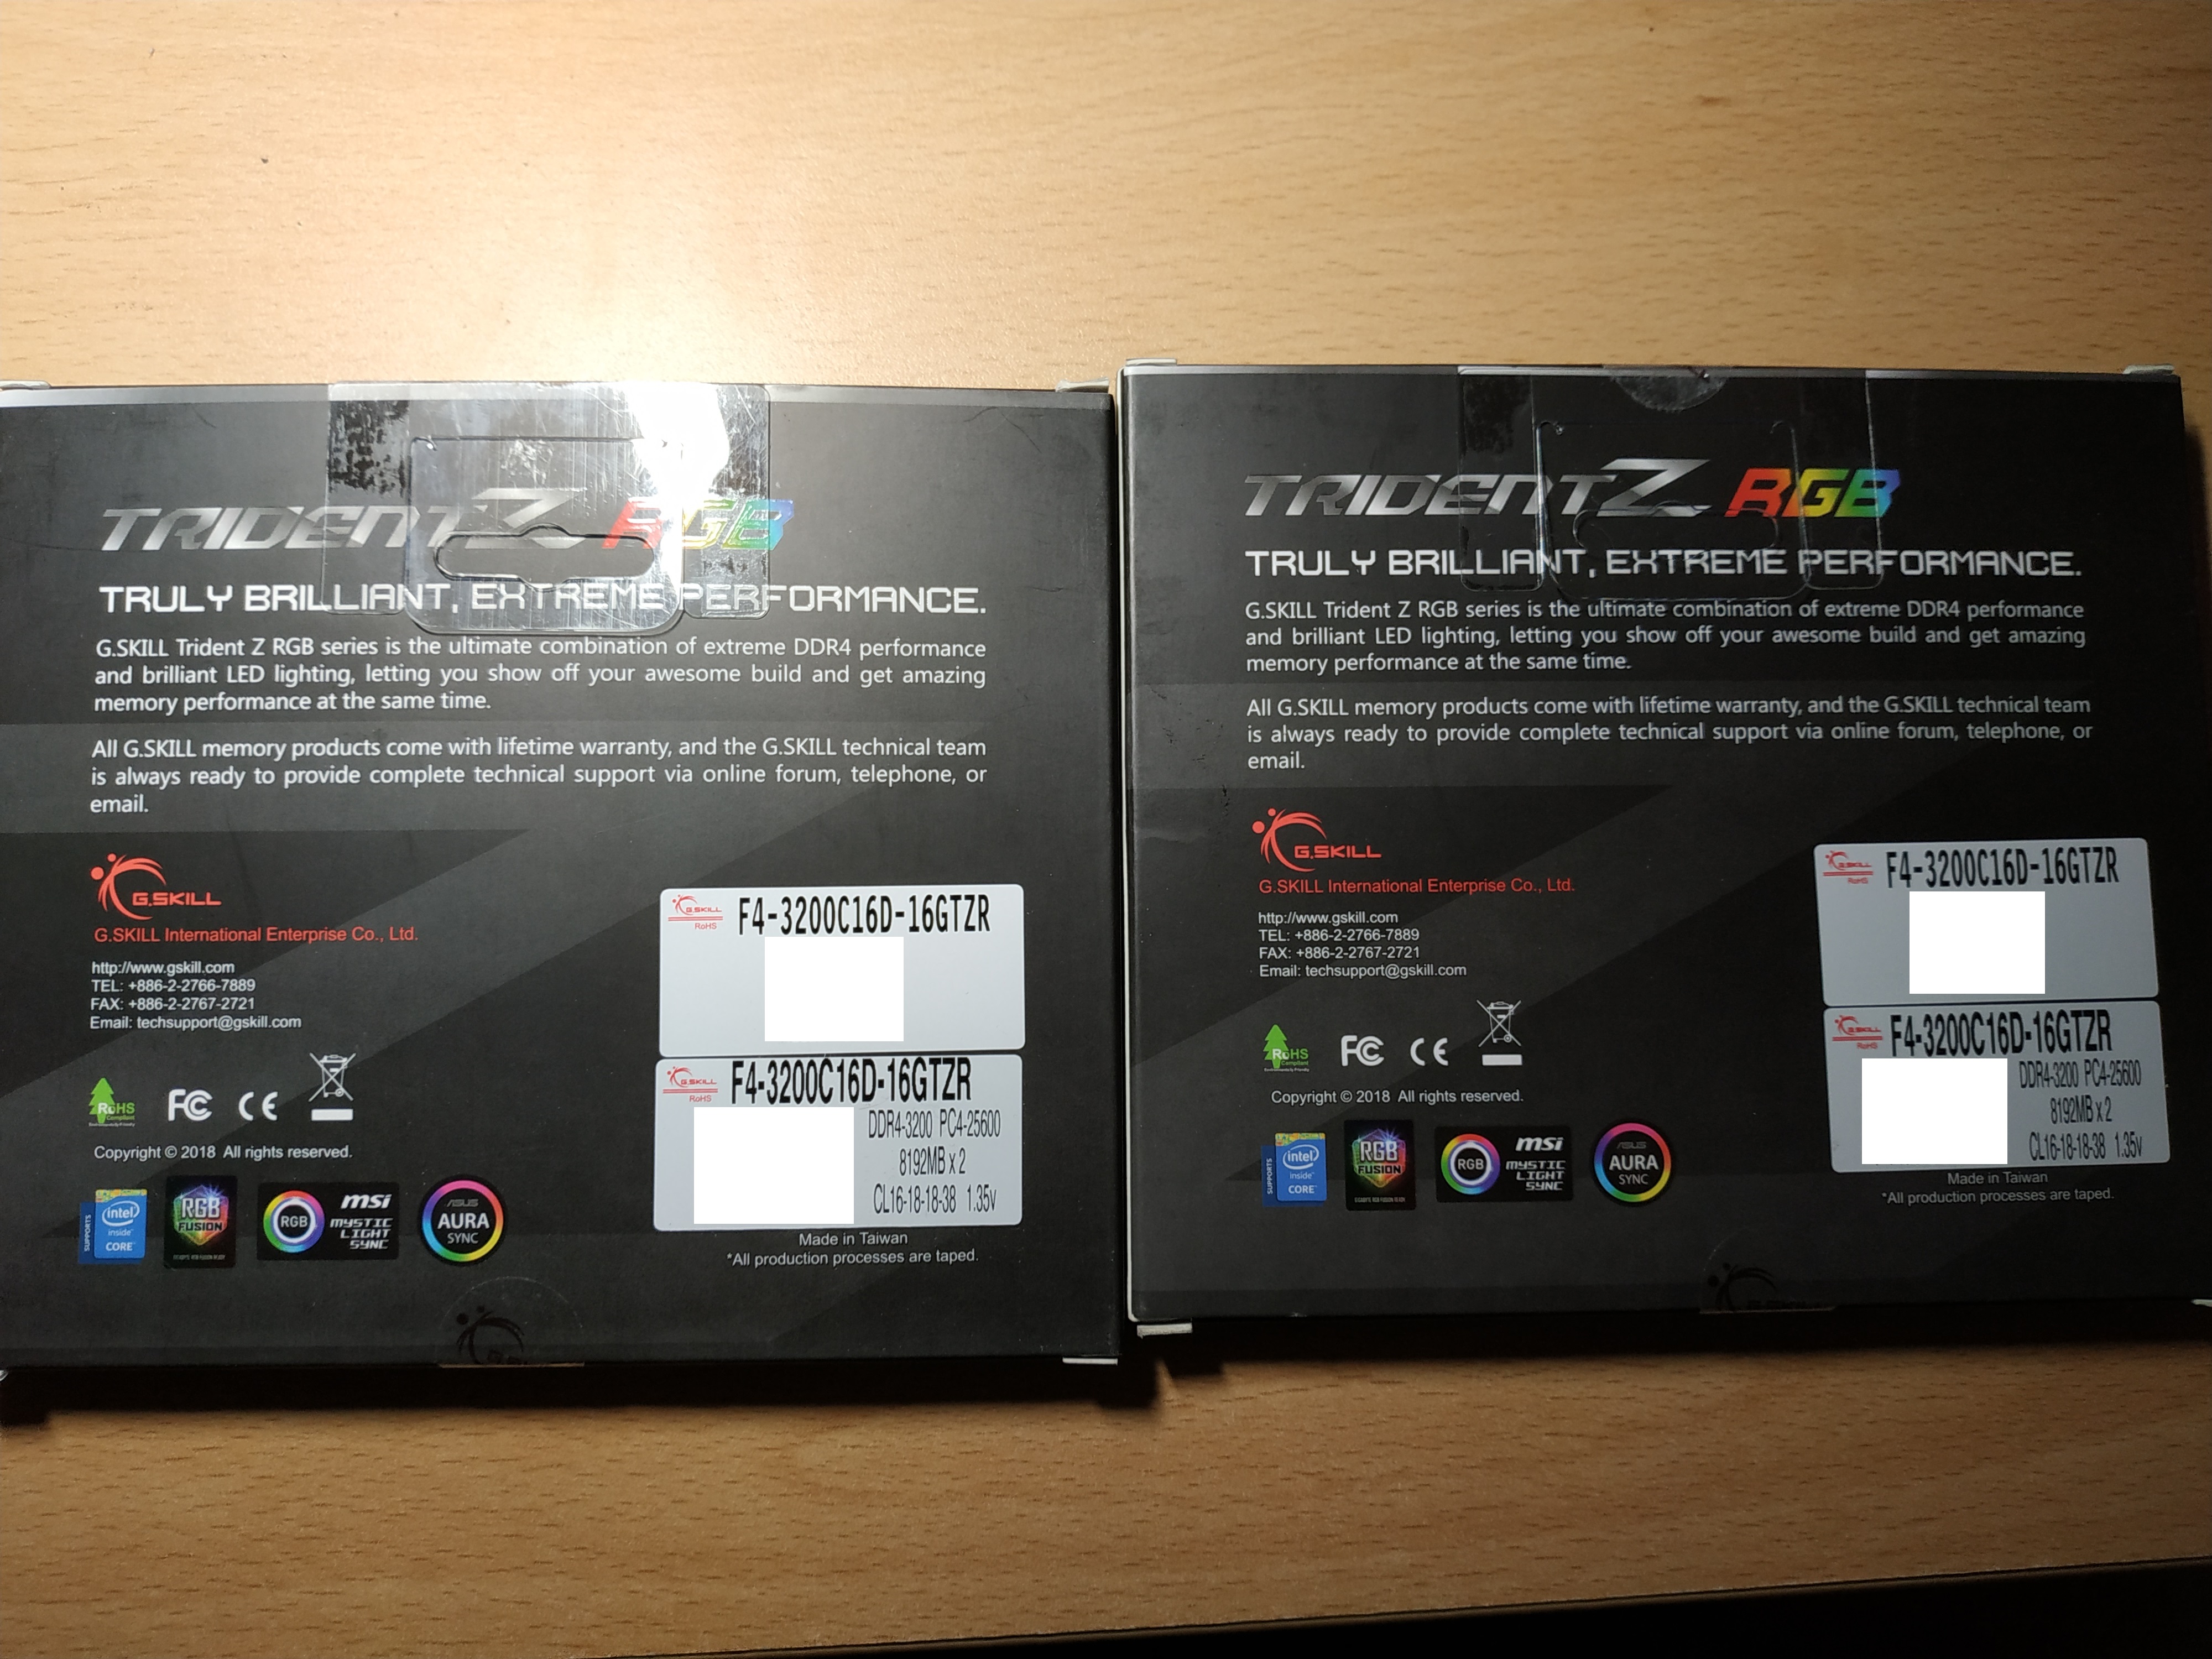 TRIDENTZ RGB
TRULY BRILLIANT, EXTREME PERFORMANCE.
G.SKILL Trident Z RGB series is the ultimate combination of extreme DDR4 performance
and brilliant LED lighting, letting you show off your awesome build and get amazing
memory performance at the same time.
All G.SKILL memory products come with lifetime warranty, and the G.SKILL technical team
is always ready to provide complete technical support via online forum, telephone, or
email.
G.SKILL
G.SKILL International Enterprise Co., Ltd.
http://www.gskill.com
TEL: +886-2-2766-7889
FAX: +886-2-2767-2721
Email: techsupport@gskill.com
RoHS
Compliant
FC CE
Copyright © 2018 All rights reserved.
SUPPORTS
intel
inside
CORE
RGB
FUSION
RGB
msi
MYSTIC
LIGHT
SYNC
ASUS
AURA
SYNC
G.SKILL
RoHS
F4-3200C16D-16GTZR
G.SKILL
RoHS
F4-3200C16D-16GTZR
DDR4-3200 PC4-25600
8192MB x 2
CL16-18-18-38 1.35v
Made in Taiwan
*All production processes are taped.
TRIDENTZ RGB
TRULY BRILLIANT, EXTREME PERFORMANCE.
G.SKILL Trident Z RGB series is the ultimate combination of extreme DDR4 performance
and brilliant LED lighting, letting you show off your awesome build and get amazing
memory performance at the same time.
All G.SKILL memory products come with lifetime warranty, and the G.SKILL technical team
is always ready to provide complete technical support via online forum, telephone, or
email.
G.SKILL
G.SKILL International Enterprise Co., Ltd.
http://www.gskill.com
TEL: +886-2-2766-7889
FAX: +886-2-2767-2721
Email: techsupport@gskill.com
RoHS
Compliant
FC CE
Copyright © 2018 All rights reserved.
SUPPORTS
intel
inside
CORE
RGB
FUSION
RGB
msi
MYSTIC
LIGHT
SYNC
ASUS
AURA
SYNC
G.SKILL
RoHS
F4-3200C16D-16GTZR
G.SKILL
RoHS
F4-3200C16D-16GTZR
DDR4-3200 PC4-25600
8192MB x 2
CL16-18-18-38 1.35v
Made in Taiwan
*All production processes are taped.
G.SKILL